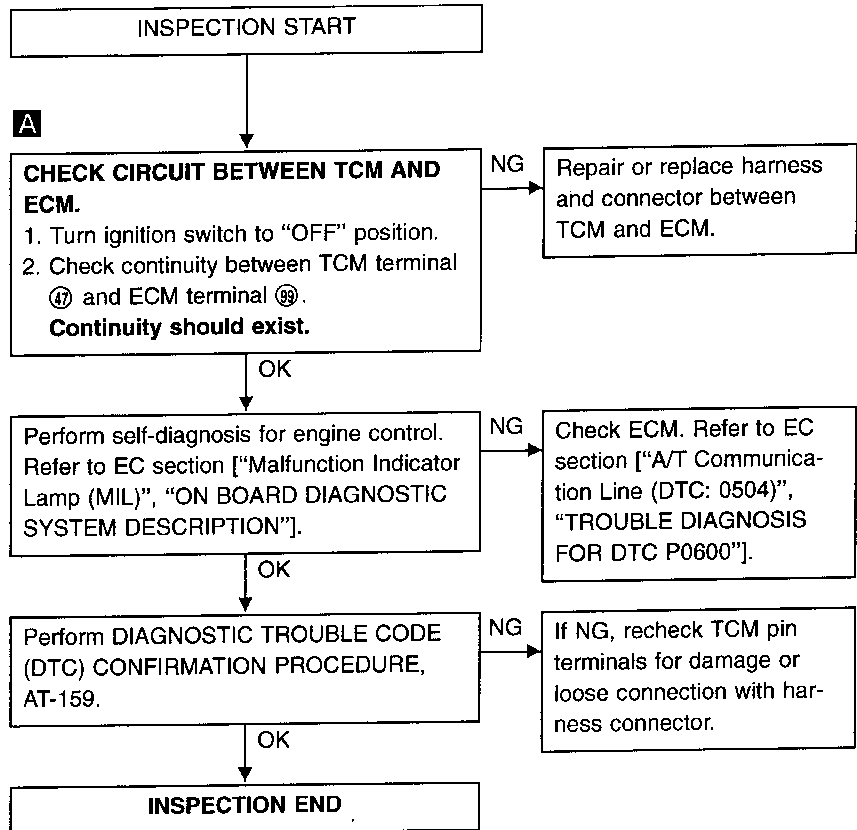 INSPECTION START
A
CHECK CIRCUIT BETWEEN TCM AND
ECM.
1. Turn ignition switch to “OFF” position.
2. Check continuity between TCM terminal
㊼ and ECM terminal 99.
Continuity should exist.
NG
Repair or replace harness
and connector between
TCM and ECM.
OK
Perform self-diagnosis for engine control.
Refer to EC section [“Malfunction Indicator
Lamp (MIL)”, “ON BOARD DIAGNOSTIC
SYSTEM DESCRIPTION”].
NG
Check ECM. Refer to EC
section [“A/T Communica-
tion Line (DTC: 0504)”,
“TROUBLE DIAGNOSIS
FOR DTC P0600”].
OK
Perform DIAGNOSTIC TROUBLE CODE
(DTC) CONFIRMATION PROCEDURE,
AT-159.
NG
If NG, recheck TCM pin
terminals for damage or
loose connection with har-
ness connector.
OK
INSPECTION END